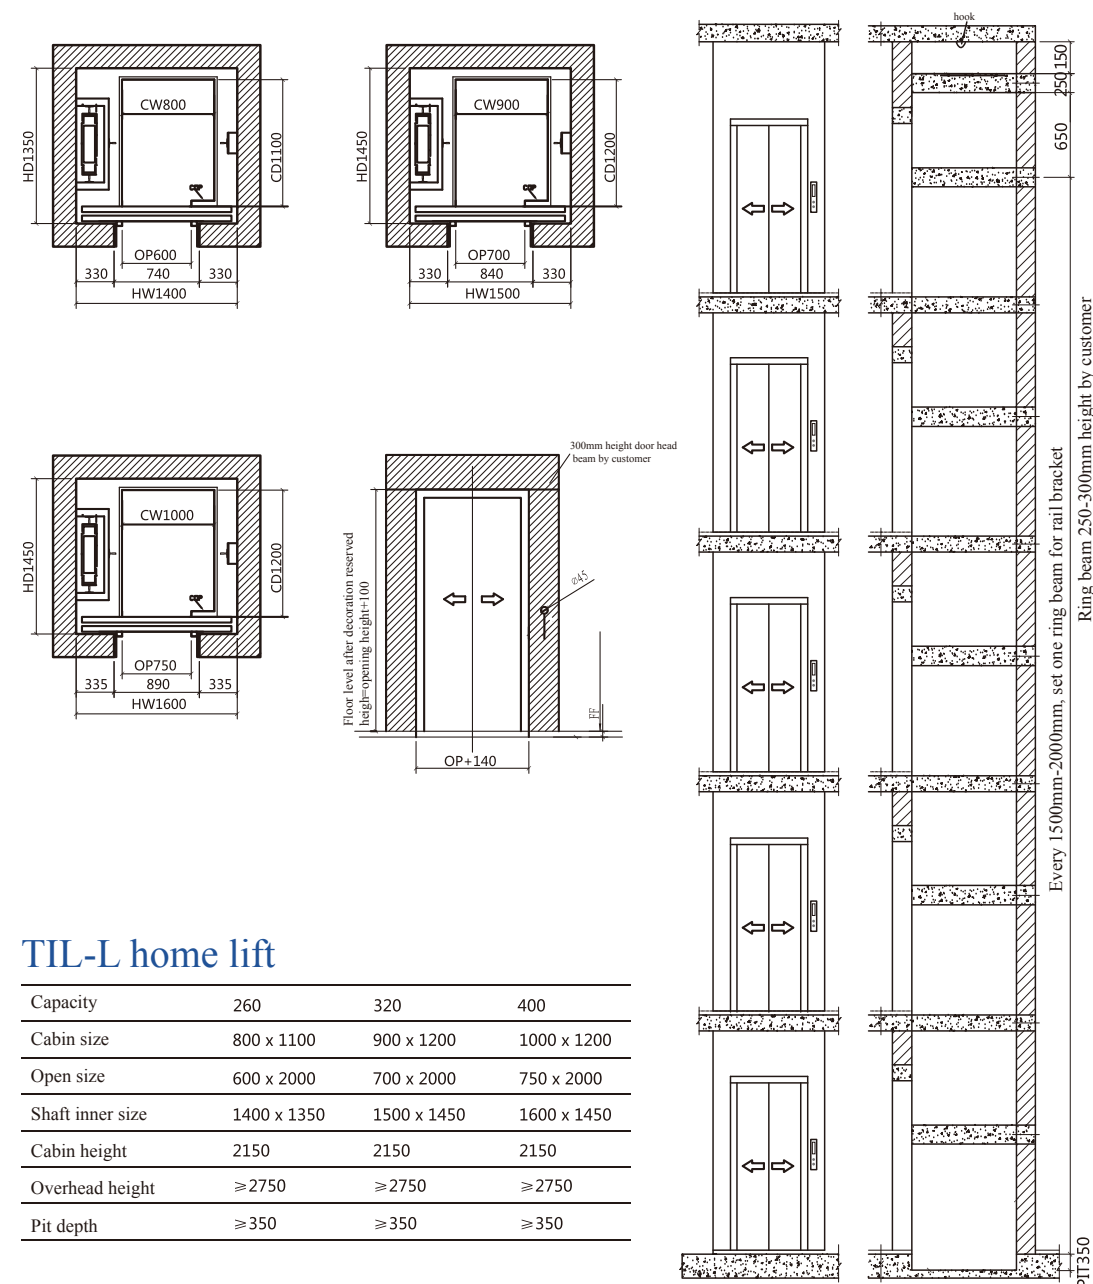 HD1350
CW800
CD1100
COP
OP600
330 740 330
HW1400
HD1450
CW900
CD1200
COP
OP700
330 840 330
HW1500
HD1450
CW1000
CD1200
COP
OP750
335 890 335
HW1600
300mm height door head
beam by customer
Floor level after decoration reserved
heigh=opening height+100
⌀45
FF
OP+140
hook
150
250
650
Every 1500mm-2000mm, set one ring beam for rail bracket
Ring beam 250-300mm height by customer
PIT350
TIL-L home lift
Capacity 260 320 400
Cabin size 800 x 1100 900 x 1200 1000 x 1200
Open size 600 x 2000 700 x 2000 750 x 2000
Shaft inner size 1400 x 1350 1500 x 1450 1600 x 1450
Cabin height 2150 2150 2150
Overhead height ≥2750 ≥2750 ≥2750
Pit depth ≥350 ≥350 ≥350